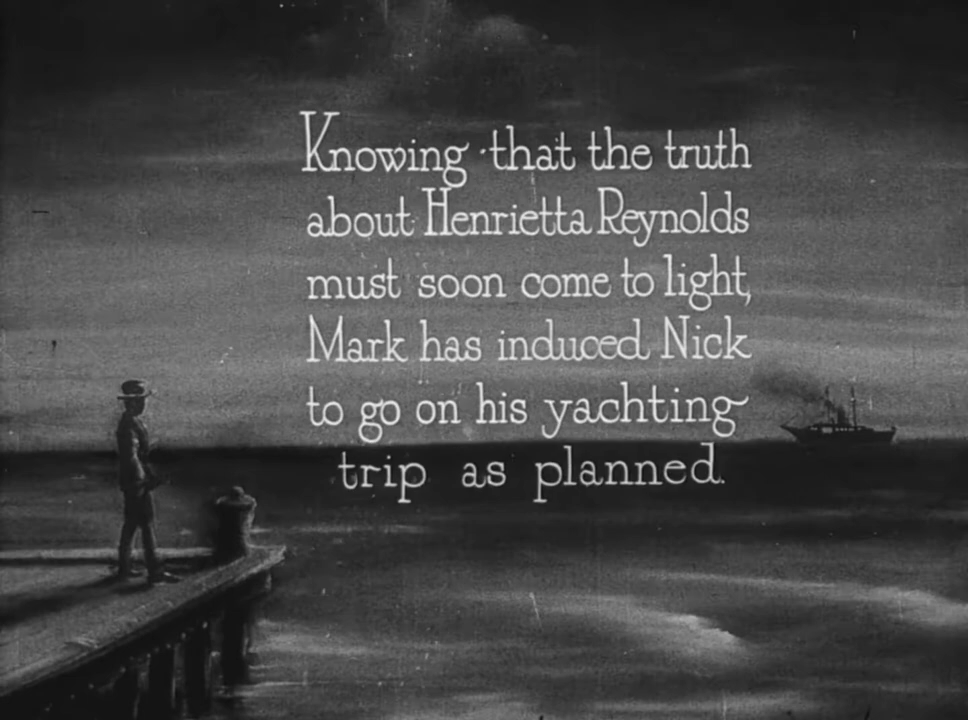 Knowing that the truth
about Henrietta Reynolds
must soon come to light,
Mark has induced Nick
to go on his yachting
trip as planned.